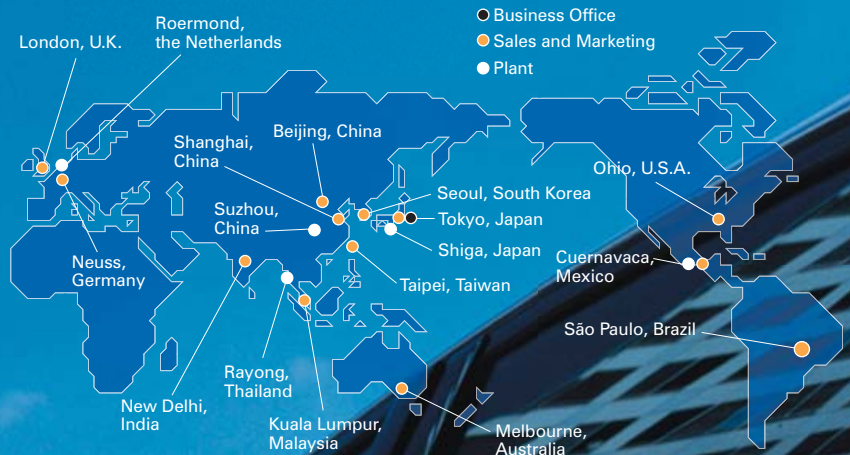 Business Office
Sales and Marketing
Plant
London, U.K.
Roermond,
the Netherlands
Shanghai,
China
Beijing, China
Suzhou,
China
Seoul, South Korea
Tokyo, Japan
Shiga, Japan
Taipei, Taiwan
Neuss,
Germany
New Delhi,
India
Rayong,
Thailand
Kuala Lumpur,
Malaysia
Melbourne,
Australia
Ohio, U.S.A.
Cuernavaca,
Mexico
São Paulo, Brazil